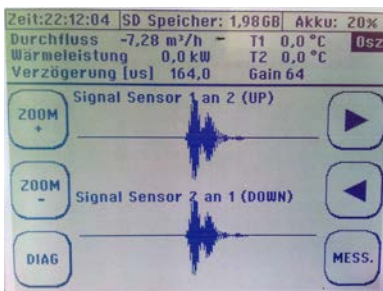 Zeit:22:12:04 SD Speicher: 1,98GB Akku: 20%
Durchfluss -7,28 m³/h - T1 0,0 °C Osz
Wärmeleistung 0,0 kW T2 0,0 °C
Verzögerung [us] 164,0 Gain 64
Signal Sensor 1 an 2 (UP)
ZOOM
+
ZOOM
-
Signal Sensor 2 an 1 (DOWN)
DIAG
MESS.